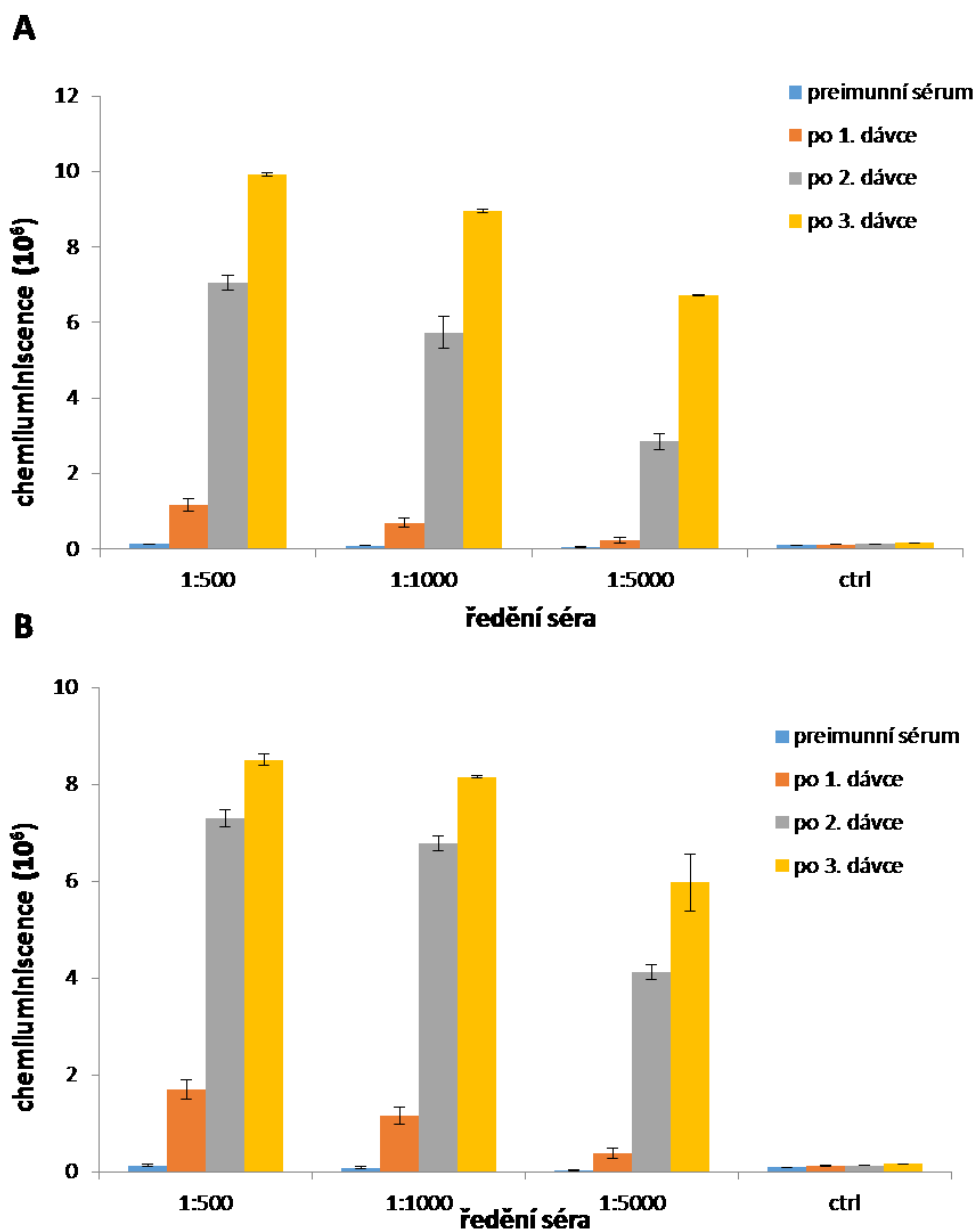 A
12
10
8
6
4
2
0
chemiluminiscence (10⁶)
preimunní sérum
po 1. dávce
po 2. dávce
po 3. dávce
1:500 1:1000 1:5000 ctrl
ředění séra
B
10
8
6
4
2
0
chemiluminiscence (10⁶)
preimunní sérum
po 1. dávce
po 2. dávce
po 3. dávce
1:500 1:1000 1:5000 ctrl
ředění séra